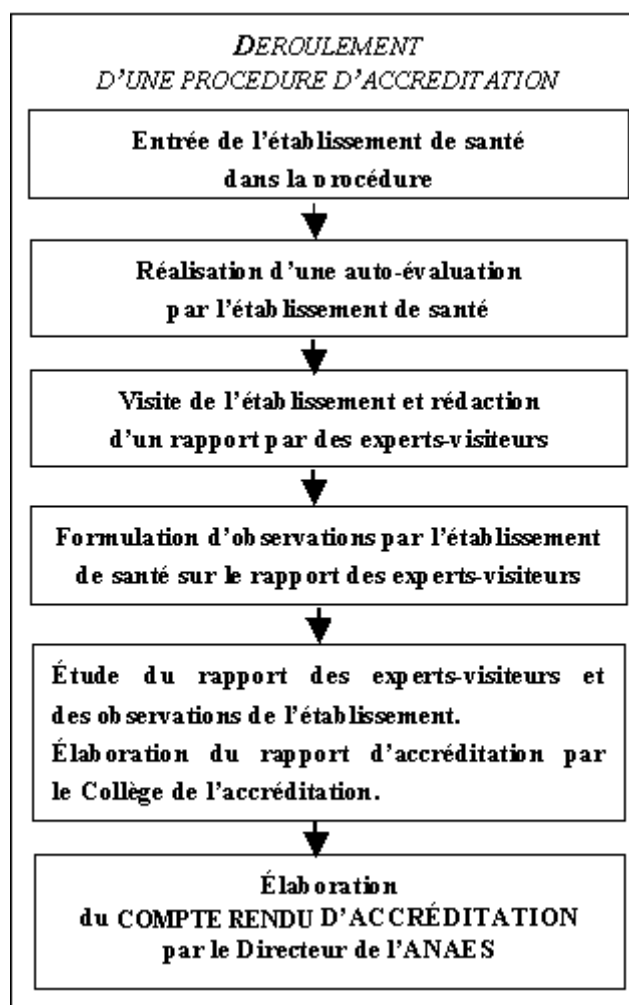 DEROULEMENT
D'UNE PROCEDURE D'ACCREDITATION
Entrée de l'établissement de santé
dans la procédure
Réalisation d'une auto-évaluation
par l'établissement de santé
Visite de l'établissement et rédaction
d'un rapport par des experts-visiteurs
Formulation d'observations par l'établissement
de santé sur le rapport des experts-visiteurs
Étude du rapport des experts-visiteurs et
des observations de l'établissement.
Élaboration du rapport d'accréditation par
le Collège de l'accréditation.
Élaboration
du COMPTE RENDU D'ACCRÉDITATION
par le Directeur de l'ANAES